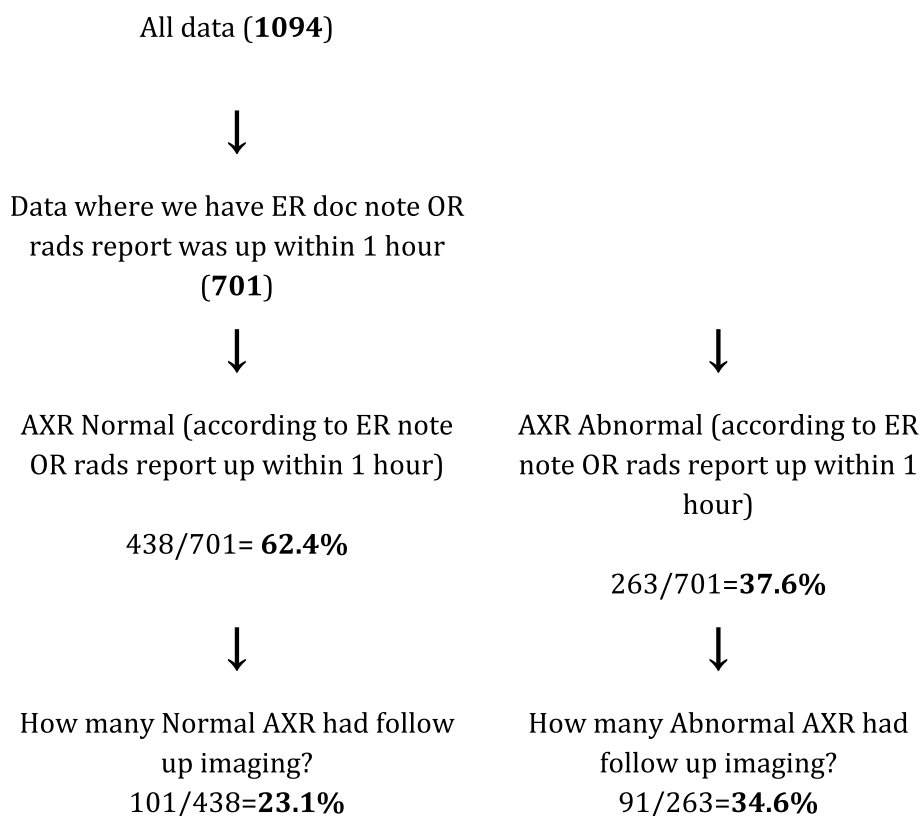 All data (1094)
↓
Data where we have ER doc note OR
rads report was up within 1 hour
(701)
↓
↓
AXR Normal (according to ER note
OR rads report up within 1 hour)
438/701= 62.4%
AXR Abnormal (according to ER
note OR rads report up within 1
hour)
263/701=37.6%
↓
↓
How many Normal AXR had follow
up imaging?
101/438=23.1%
How many Abnormal AXR had
follow up imaging?
91/263=34.6%